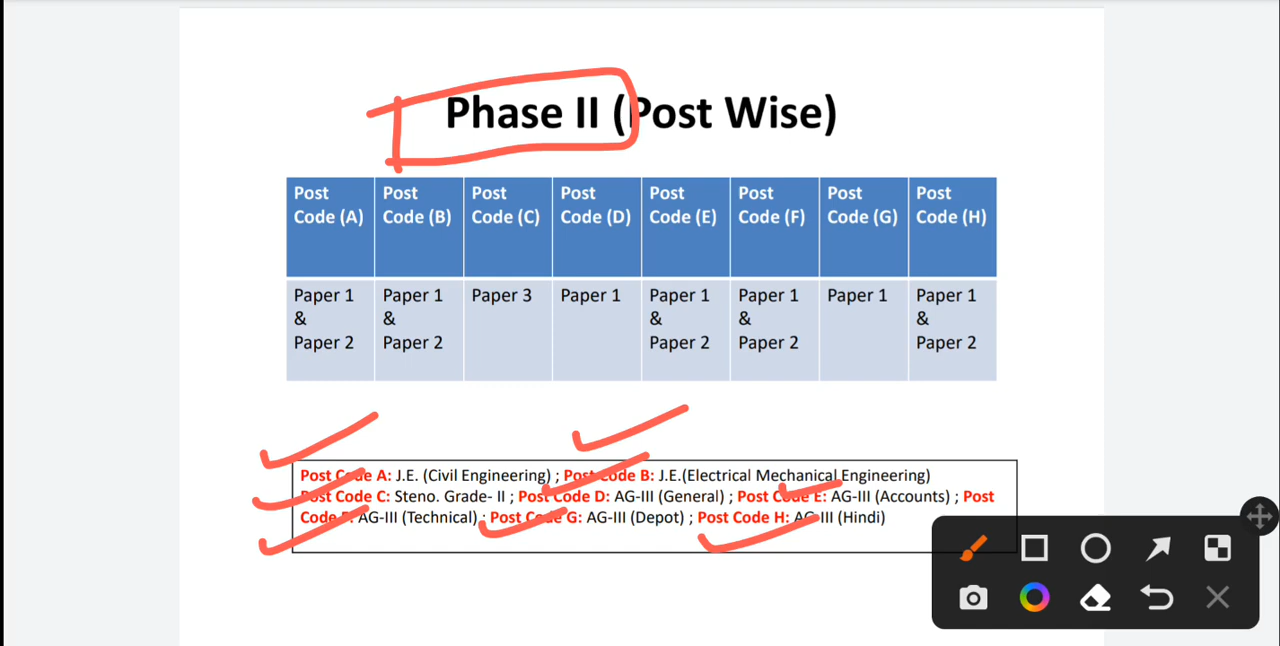 Phase II (Post Wise)
Post Code (A) Post Code (B) Post Code (C) Post Code (D) Post Code (E) Post Code (F) Post Code (G) Post Code (H)
Paper 1 & Paper 2 Paper 1 & Paper 2 Paper 3 Paper 1 Paper 1 & Paper 2 Paper 1 & Paper 2 Paper 1 Paper 1 & Paper 2
Post Code A: J.E. (Civil Engineering) ; Post Code B: J.E.(Electrical Mechanical Engineering)
Post Code C: Steno. Grade- II ; Post Code D: AG-III (General) ; Post Code E: AG-III (Accounts) ; Post
Code F: AG-III (Technical) ; Post Code G: AG-III (Depot) ; Post Code H: AG-III (Hindi)